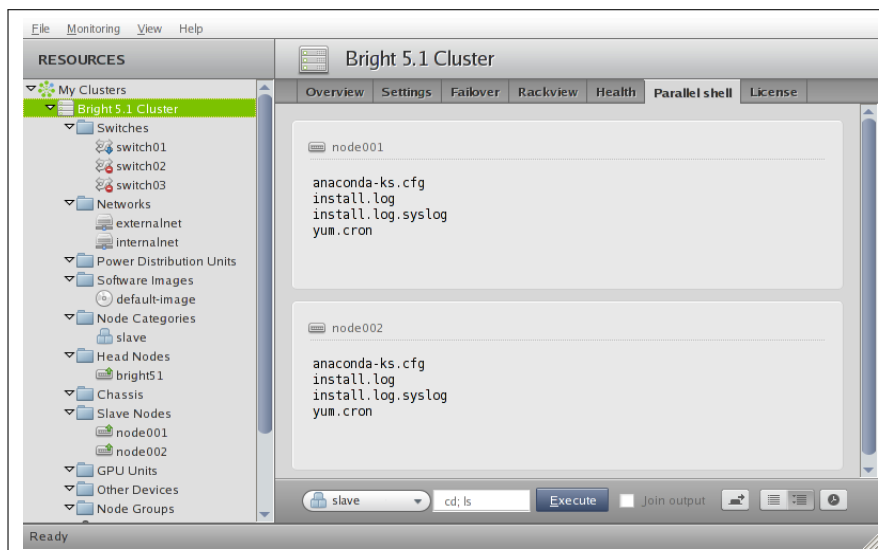 File Monitoring View Help
RESOURCES
My Clusters
Bright 5.1 Cluster
Switches
switch01
switch02
switch03
Networks
externalnet
internalnet
Power Distribution Units
Software Images
default-image
Node Categories
slave
Head Nodes
bright51
Chassis
Slave Nodes
node001
node002
GPU Units
Other Devices
Node Groups
Bright 5.1 Cluster
Overview Settings Failover Rackview Health Parallel shell License
node001
anaconda-ks.cfg
install.log
install.log.syslog
yum.cron
node002
anaconda-ks.cfg
install.log
install.log.syslog
yum.cron
slave cd; ls Execute Join output
Ready